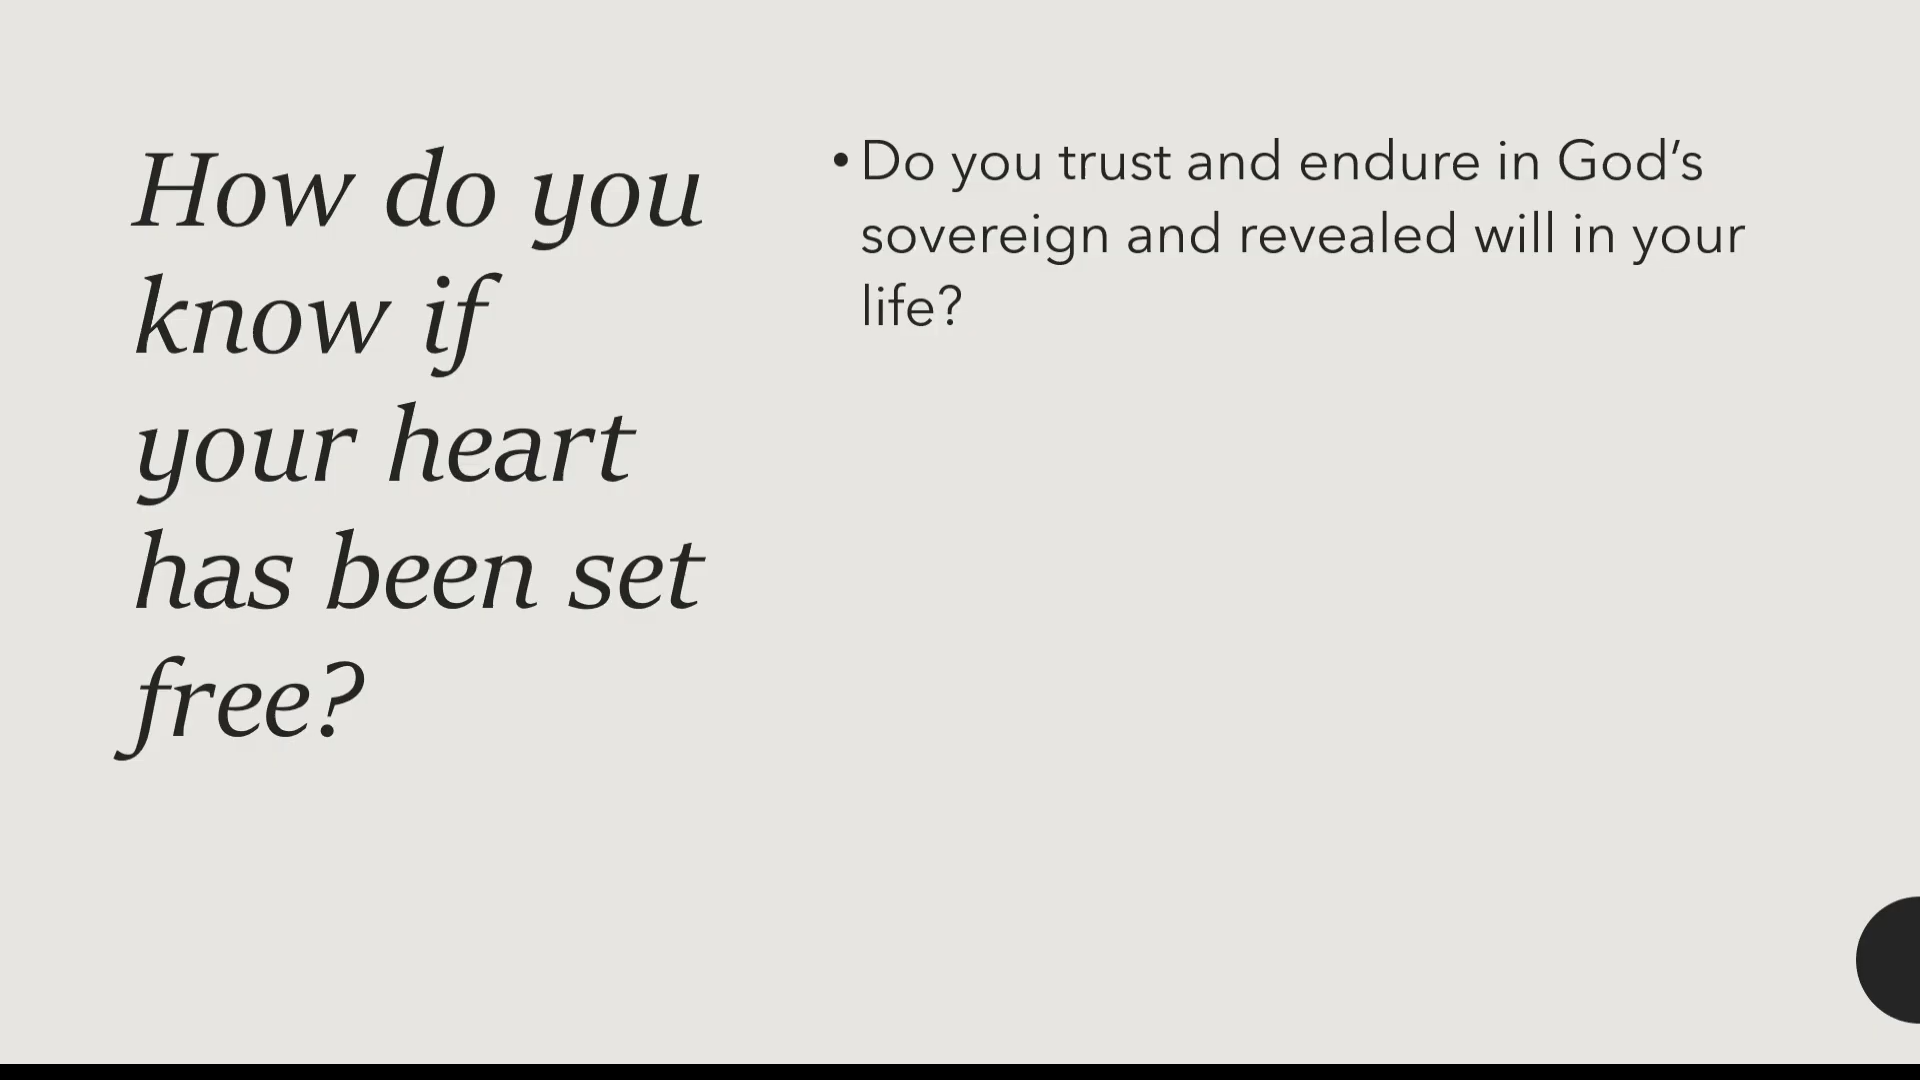 How do you
know if
your heart
has been set
free?
• Do you trust and endure in God’s
sovereign and revealed will in your
life?